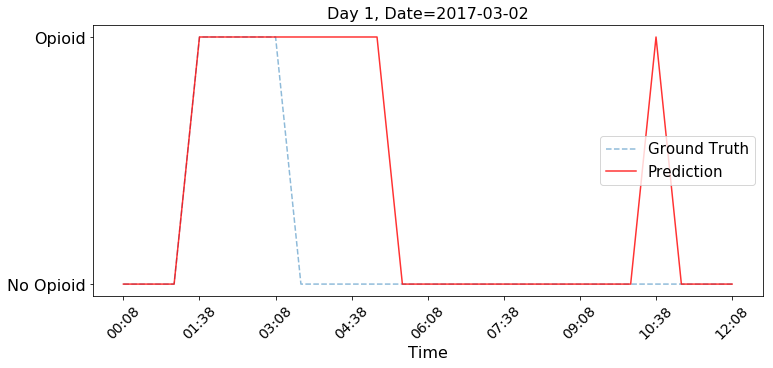 Day 1, Date=2017-03-02
Opioid
No Opioid
Ground Truth
Prediction
00:08
01:38
03:08
04:38
06:08
07:38
09:08
10:38
12:08
Time